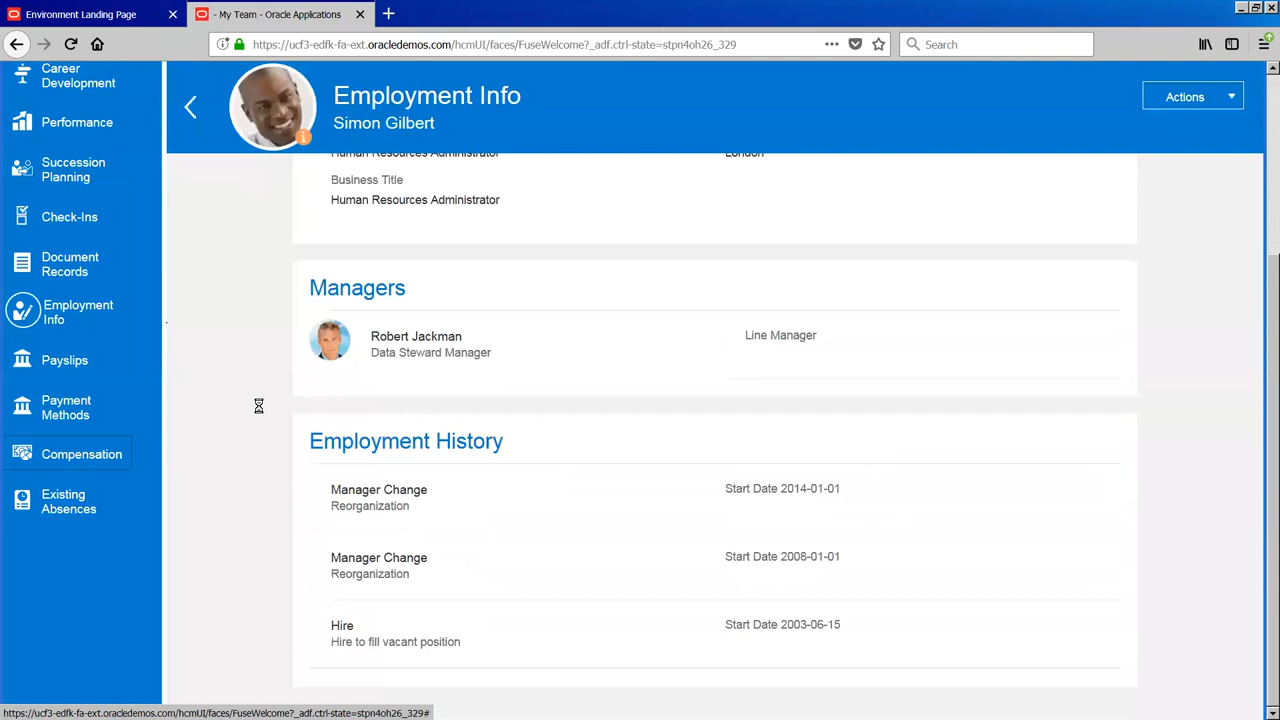 Environment Landing Page
- My Team - Oracle Applications
https://ucf3-edfk-fa-ext.oracledemos.com/hcmUI/faces/FuseWelcome?_adf.ctrl-state=stpn4oh26_329
Search
Career
Development
Performance
Succession
Planning
Check-Ins
Document
Records
Employment
Info
Payslips
Payment
Methods
Compensation
Existing
Absences
Employment Info
Simon Gilbert
Actions
Human Resources Administrator
London
Business Title
Human Resources Administrator
Managers
Robert Jackman
Data Steward Manager
Line Manager
Employment History
Manager Change
Reorganization
Start Date 2014-01-01
Manager Change
Reorganization
Start Date 2008-01-01
Hire
Hire to fill vacant position
Start Date 2003-06-15
https://ucf3-edfk-fa-ext.oracledemos.com/hcmUI/faces/FuseWelcome?_adf.ctrl-state=stpn4oh26_329#